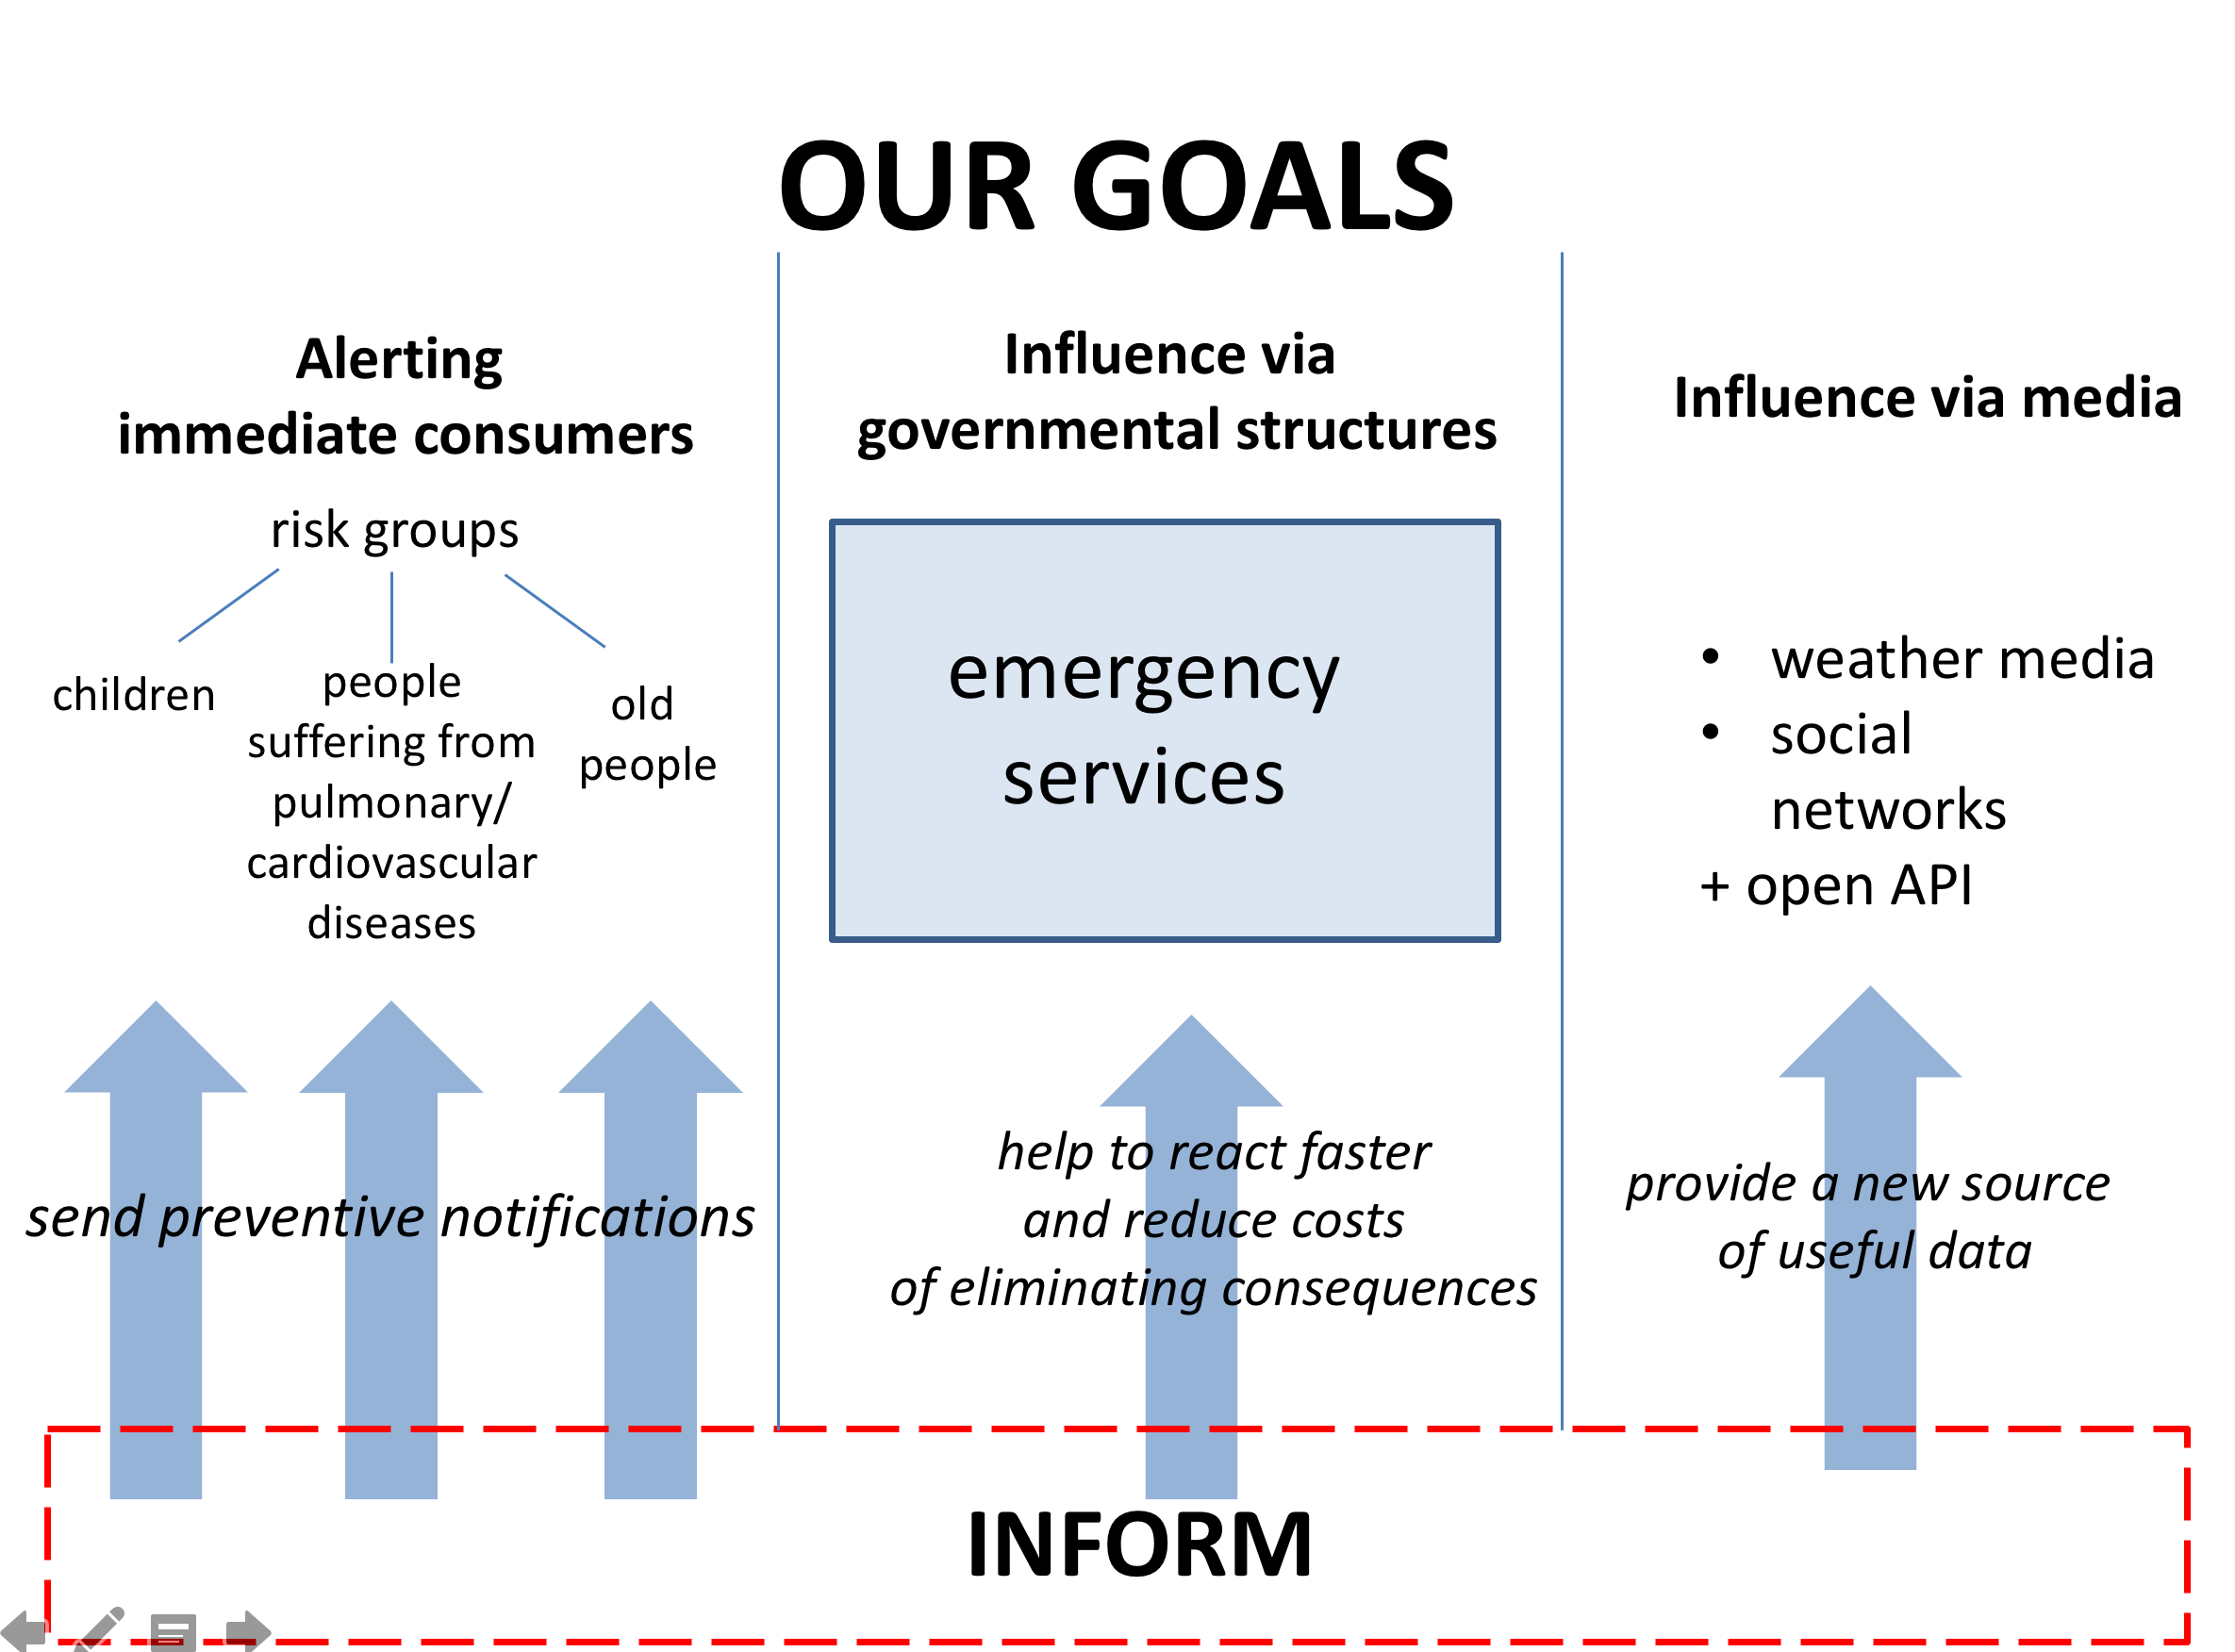 OUR GOALS
Alerting
immediate consumers
risk groups
children
people
suffering from
pulmonary/
cardiovascular
diseases
old
people
send preventive notifications
Influence via
governmental structures
emergency
services
help to react faster
and reduce costs
of eliminating consequences
Influence via media
• weather media
• social
networks
+ open API
provide a new source
of useful data
INFORM